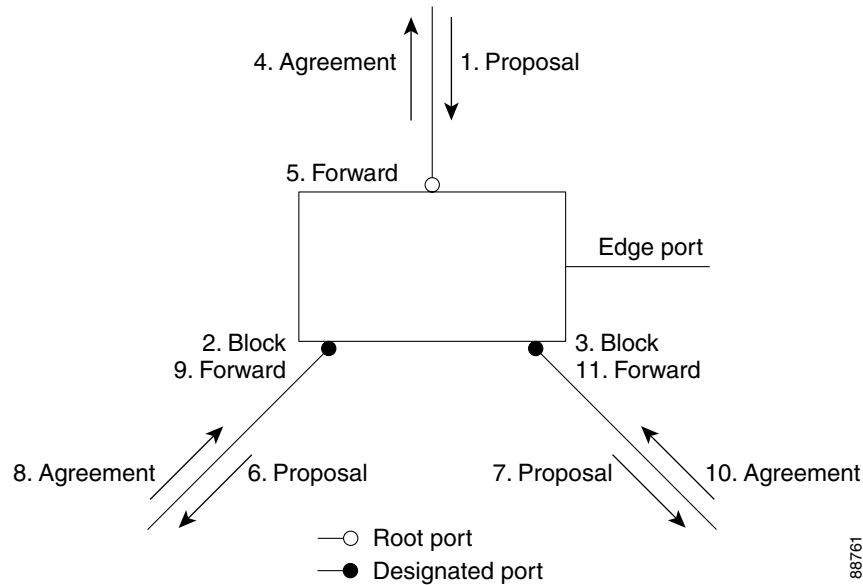 4. Agreement
1. Proposal
5. Forward
Edge port
2. Block
9. Forward
3. Block
11. Forward
8. Agreement
6. Proposal
7. Proposal
10. Agreement
Root port
Designated port
88761